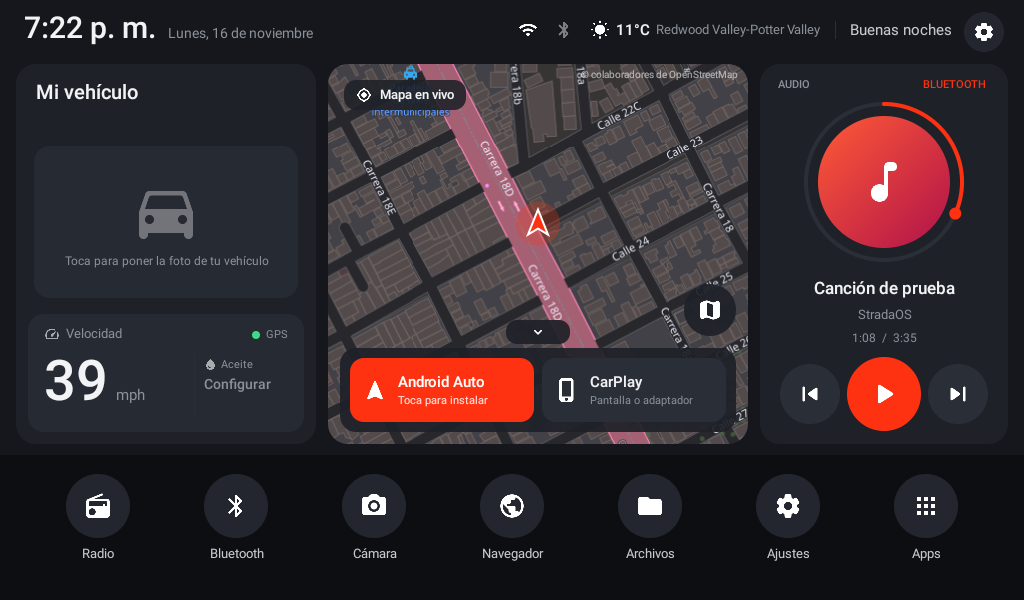 7:22 p. m.
Lunes, 16 de noviembre
11°C Redwood Valley-Potter Valley
Buenas noches
Mi vehículo
Toca para poner la foto de tu vehículo
Velocidad
GPS
39 mph
Aceite
Configurar
© colaboradores de OpenStreetMap
Mapa en vivo
intermunicipales
Calle 22C
Calle 23
Carrera 18D
Carrera 18E
Carrera 18
Calle 24
Carrera 18D
Android Auto
Toca para instalar
CarPlay
Pantalla o adaptador
AUDIO
BLUETOOTH
Canción de prueba
StradaOS
1:08 / 3:35
Radio
Bluetooth
Cámara
Navegador
Archivos
Ajustes
Apps